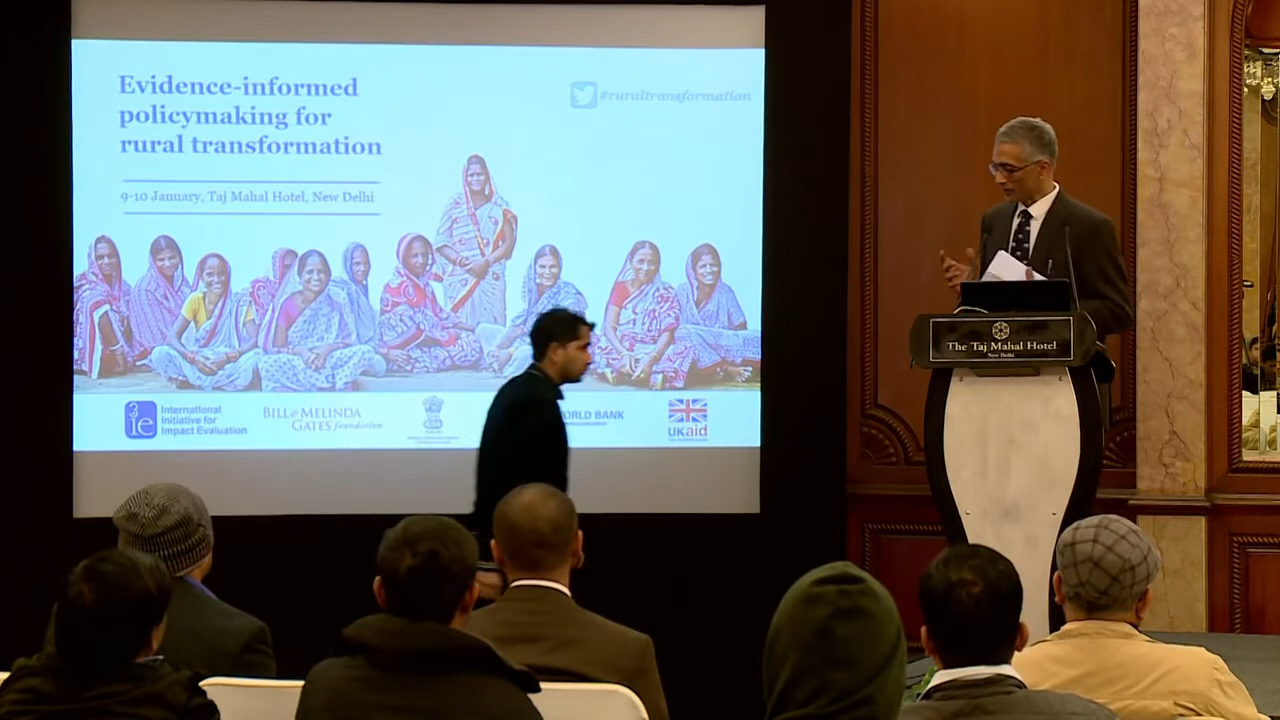 Evidence-informed
policymaking for
rural transformation
#ruraltransformation
9-10 January, Taj Mahal Hotel, New Delhi
3ie
International
Initiative for
Impact Evaluation
BILL & MELINDA
GATES foundation
WORLD BANK
UKaid
THE TAJ MAHAL HOTEL
New Delhi